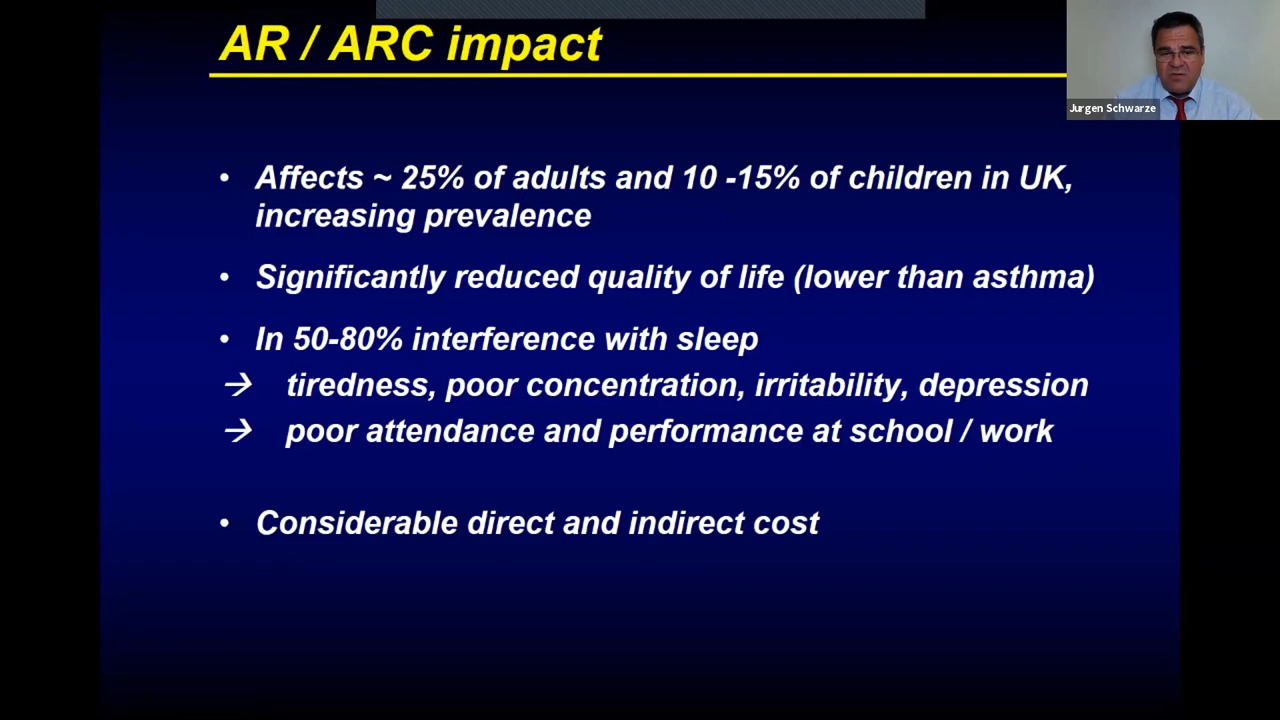 AR / ARC impact
Jurgen Schwarze
• Affects ~ 25% of adults and 10 -15% of children in UK,
increasing prevalence
• Significantly reduced quality of life (lower than asthma)
• In 50-80% interference with sleep
→ tiredness, poor concentration, irritability, depression
→ poor attendance and performance at school / work
• Considerable direct and indirect cost